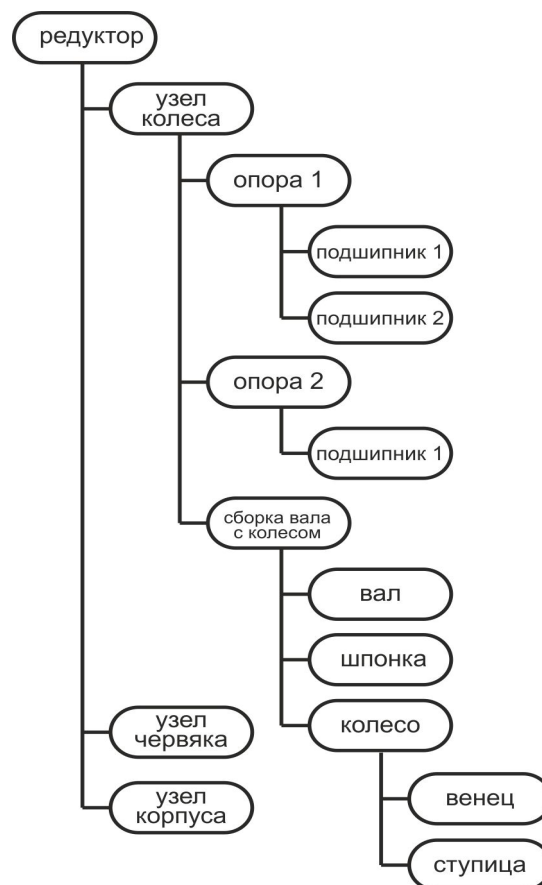 редуктор
узел
колеса
опора 1
подшипник 1
подшипник 2
опора 2
подшипник 1
сборка вала
с колесом
вал
шпонка
колесо
узел
червяка
венец
узел
корпуса
ступица